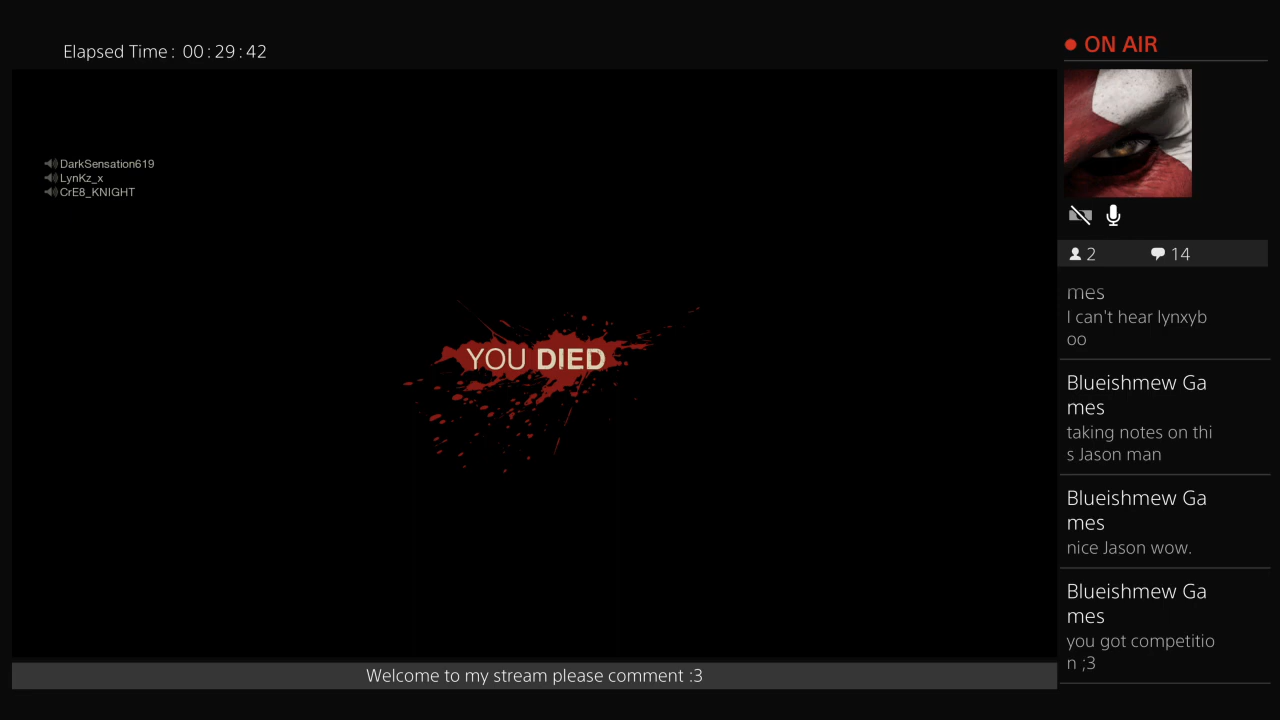 Elapsed Time : 00 : 29 : 42
ON AIR
DarkSensation619
LynKz_x
CrE8_KNIGHT
2
14
mes
I can't hear lynxyb
oo
Blueishmew Ga
mes
taking notes on thi
s Jason man
Blueishmew Ga
mes
nice Jason wow.
Blueishmew Ga
mes
you got competitio
n ;3
YOU DIED
Welcome to my stream please comment :3